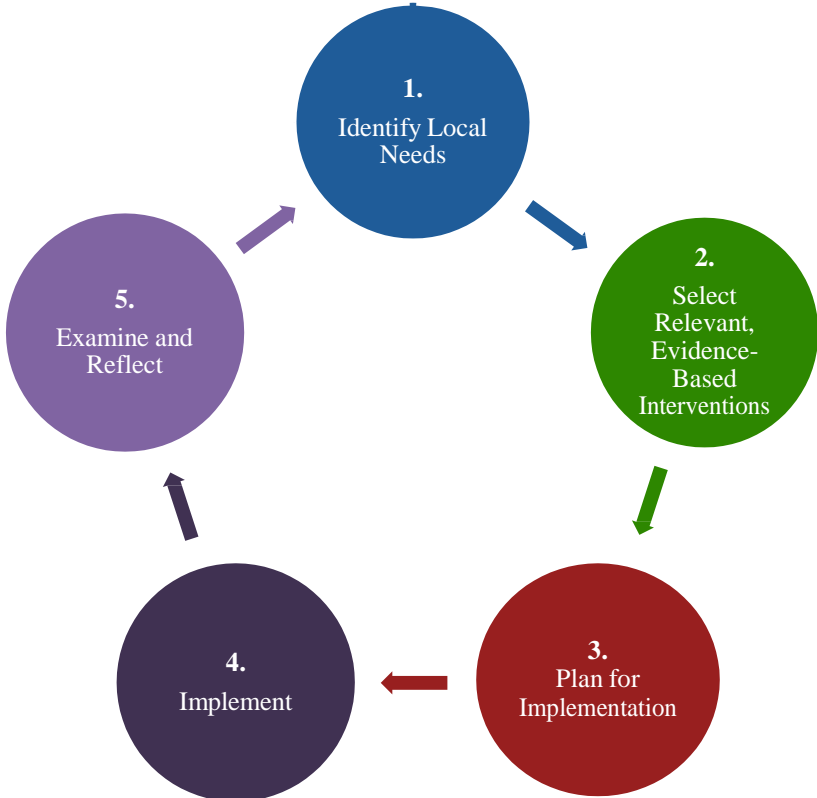 1.
Identify Local
Needs
2.
Select
Relevant,
Evidence-
Based
Interventions
3.
Plan for
Implementation
4.
Implement
5.
Examine and
Reflect